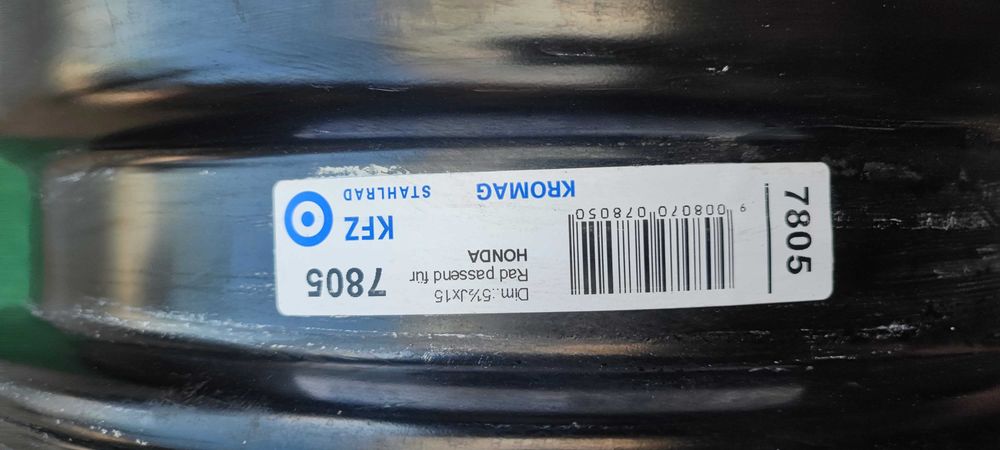 7805
Dim.:5½Jx15
Rad passend für
HONDA
KFZ
STAHLRAD
KROMAG
9 008070 078050
7805